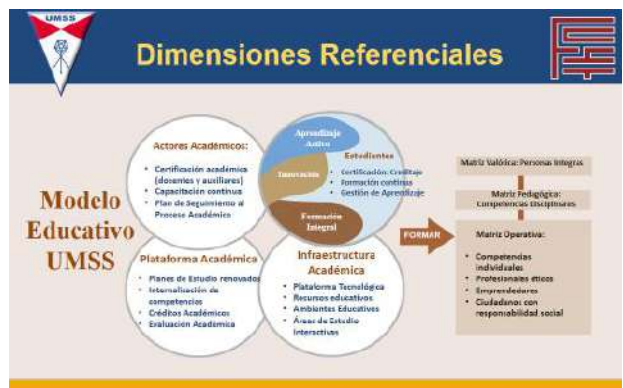 UMSS
Dimensiones Referenciales
Modelo
Educativo
UMSS
Actores Académicos:
• Certificación académica
(docentes y auxiliares)
• Capacitación continua
• Plan de Seguimiento al
Proceso Académico
Aprendizaje
Activo
Innovación
Formación
Integral
Estudiantes
• Certificación: Creditaje
• Formación continua
• Gestión de Aprendizaje
Plataforma Académica
• Planes de Estudio renovados
• Internalización de
competencias
• Créditos Académicos
• Evaluación Académica
Infraestructura
Académica
• Plataforma Tecnológica
• Recursos educativos
• Ambientes Educativos
• Áreas de Estudio
Interactivas
FORMAR
Matriz Valórica: Personas Integras
Matriz Pedagógica:
Competencias Disciplinares
Matriz Operativa:
• Competencias
individuales
• Profesionales éticos
• Emprendedores
• Ciudadanos con
responsabilidad social